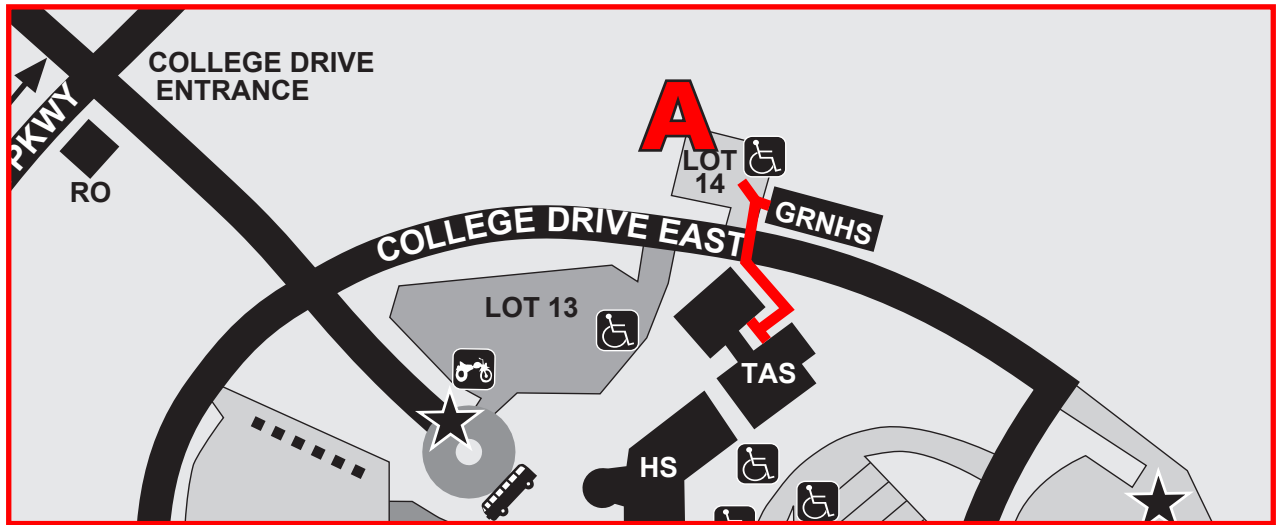 COLLEGE DRIVE
ENTRANCE
PKWY
RO
A
LOT
14
GRNHS
COLLEGE DRIVE EAST
LOT 13
TAS
HS